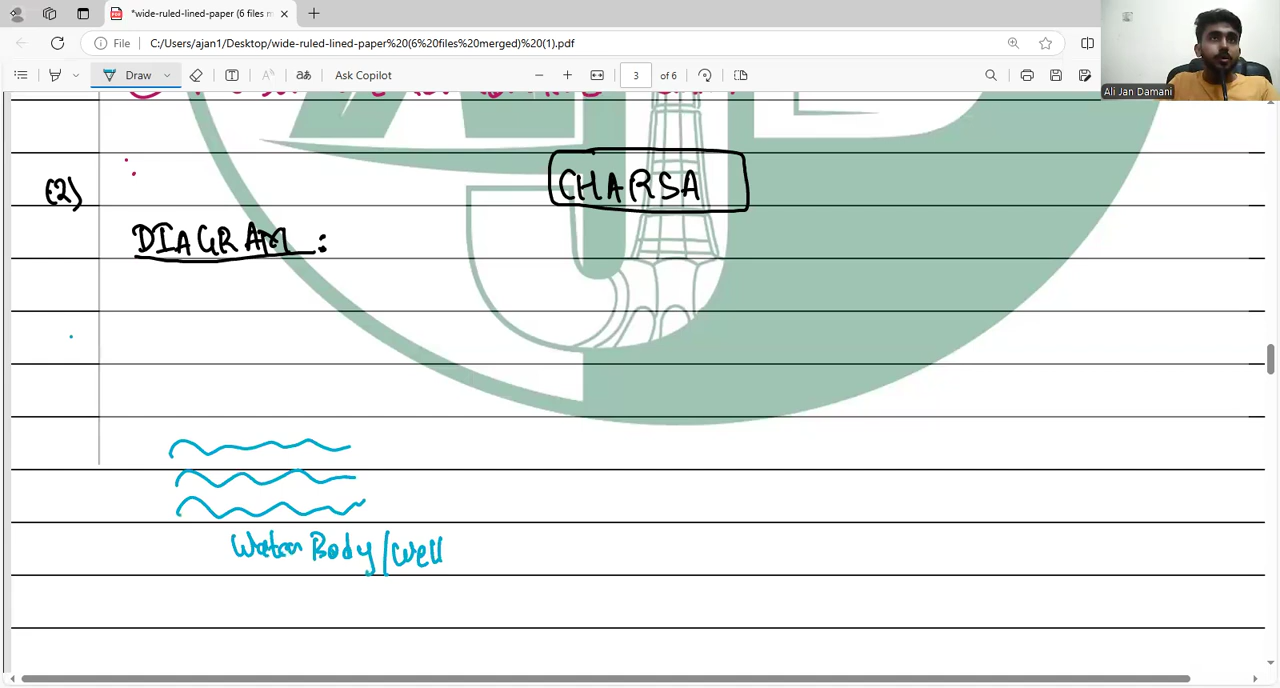 *wide-ruled-lined-paper (6 files m
File
C:/Users/ajan1/Desktop/wide-ruled-lined-paper%20(6%20files%20merged)%20(1).pdf
Draw
Ask Copilot
3 of 6
Ali Jan Damani
(2)
CHARSA
DIAGRAM :
Water Body/Well